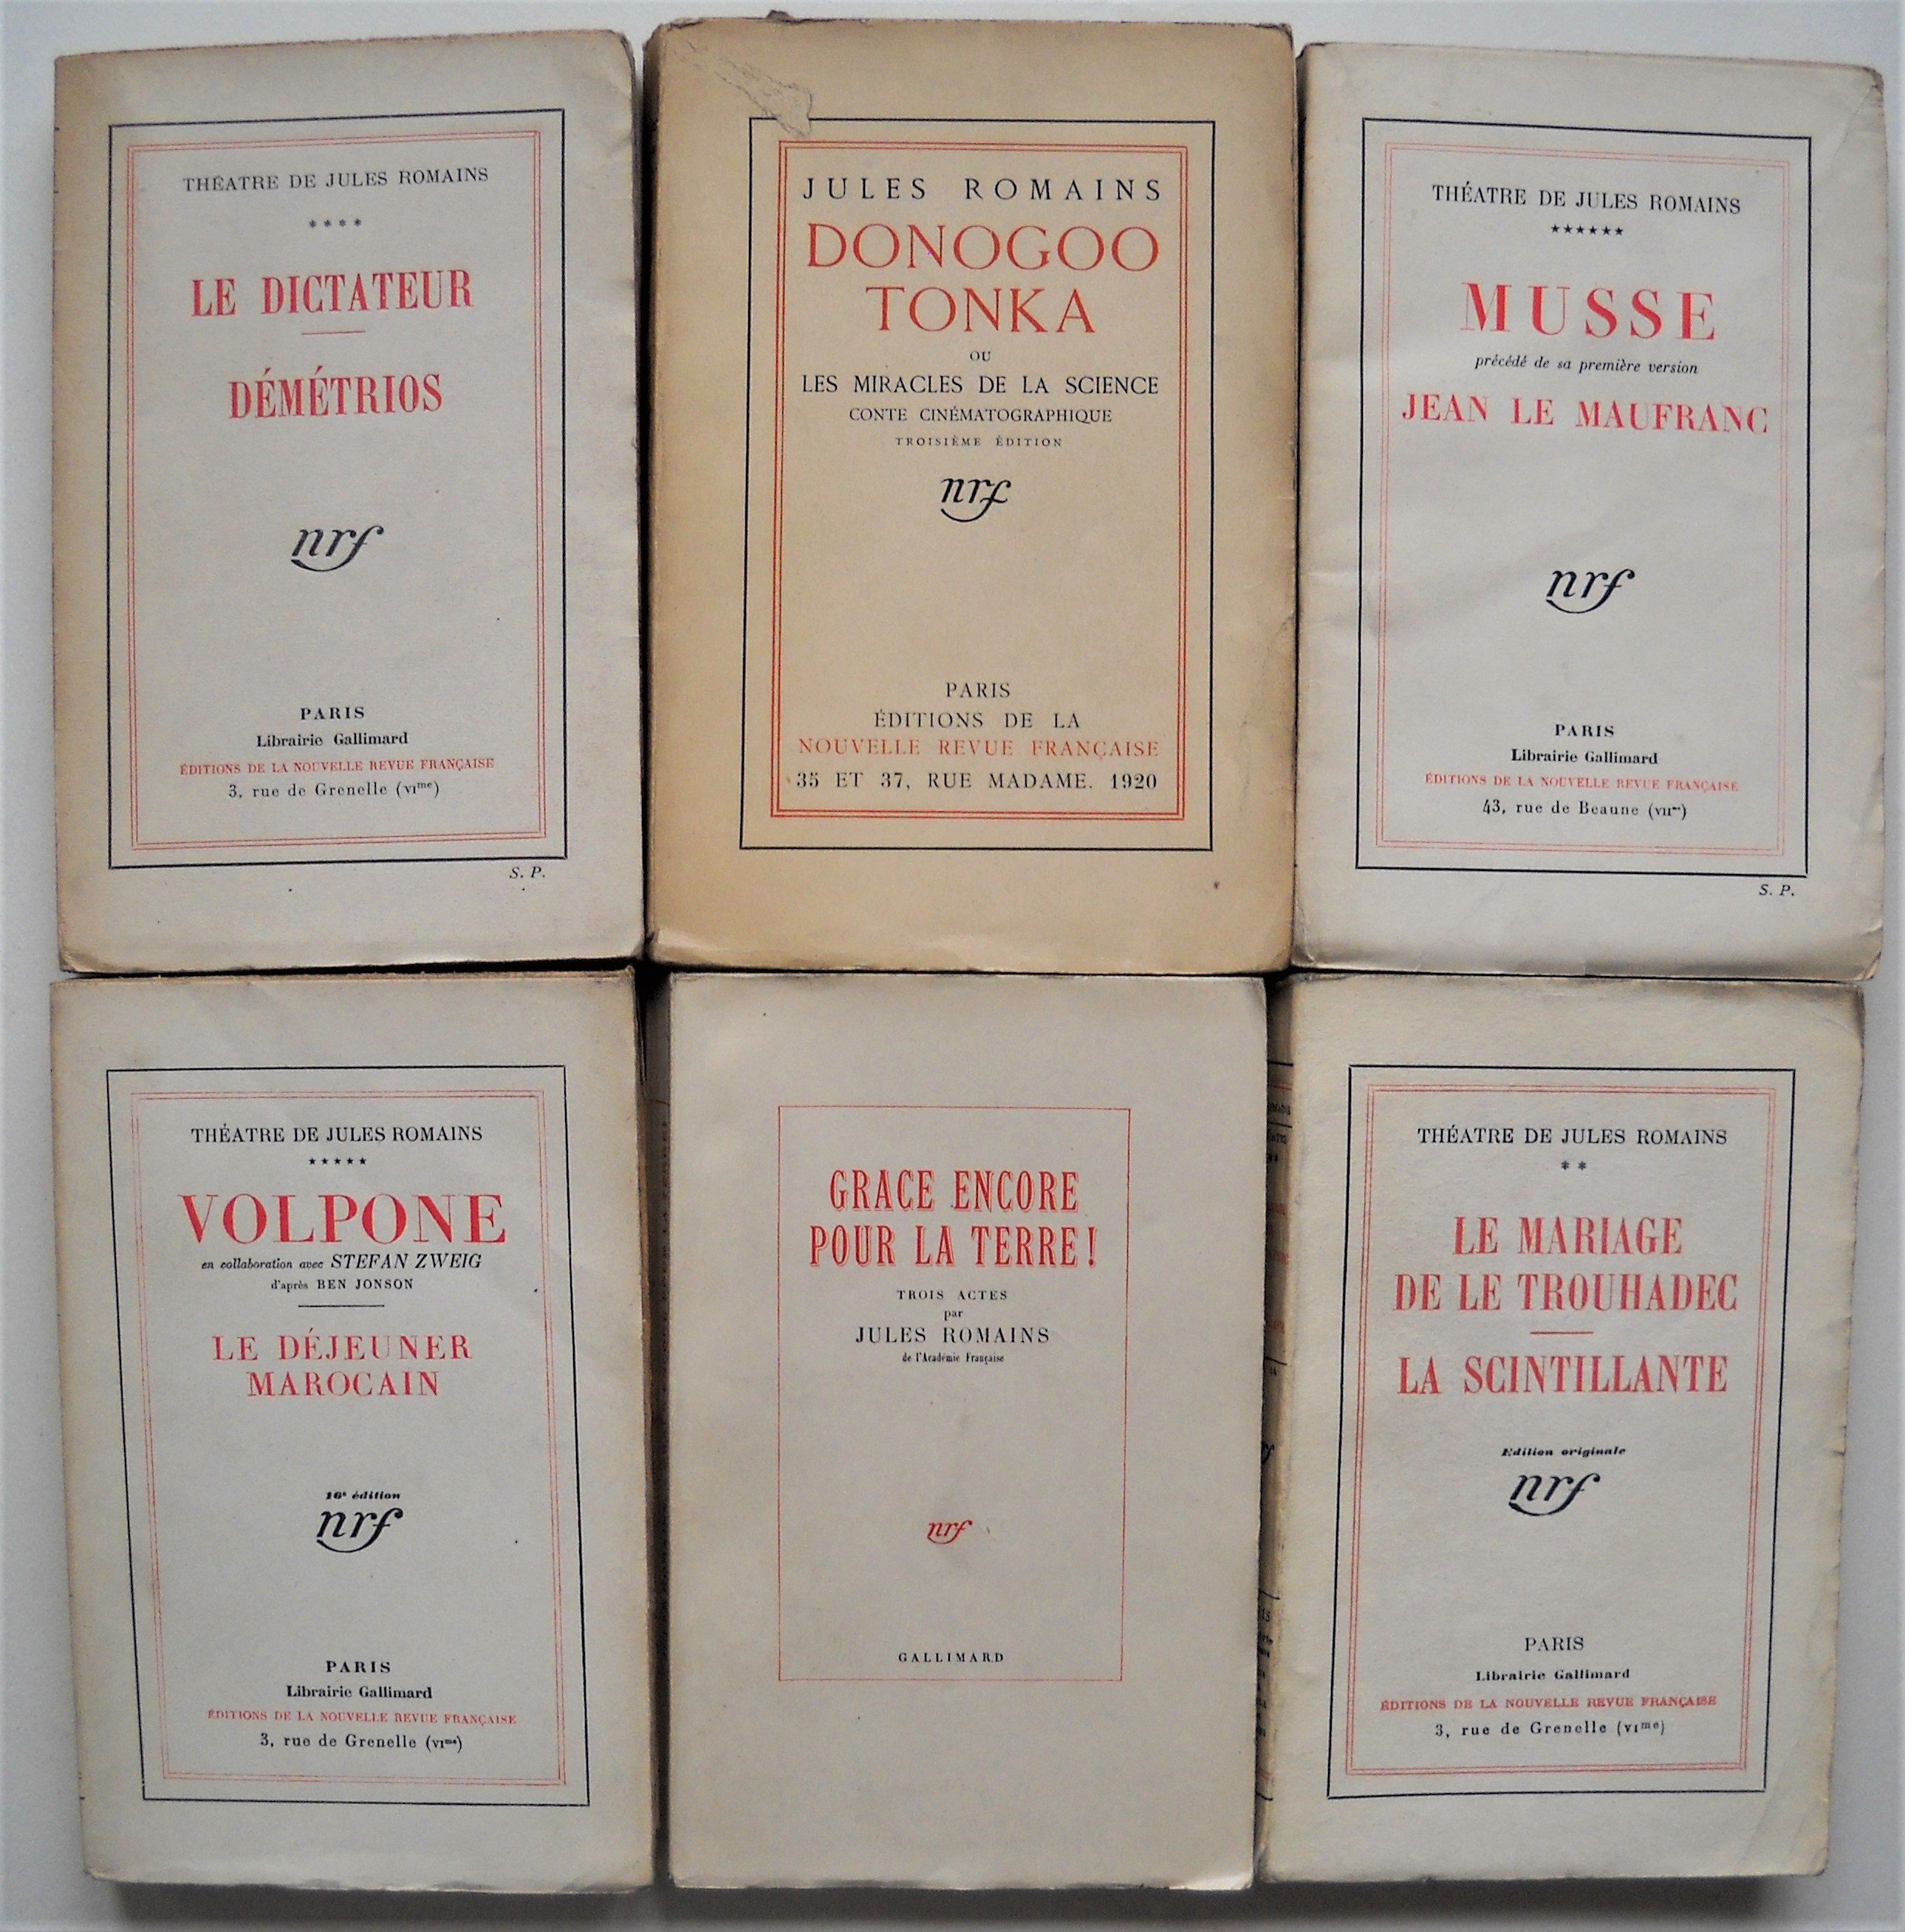 THÉATRE DE JULES ROMAINS
****
LE DICTATEUR
DÉMÉTRIOS
nrf
PARIS
Librairie Gallimard
ÉDITIONS DE LA NOUVELLE REVUE FRANÇAISE
3, rue de Grenelle (VIme)
S. P.
JULES ROMAINS
DONOGOO
TONKA
OU
LES MIRACLES DE LA SCIENCE
CONTE CINÉMATOGRAPHIQUE
TROISIÈME ÉDITION
nrf
PARIS
ÉDITIONS DE LA
NOUVELLE REVUE FRANÇAISE
35 ET 37, RUE MADAME. 1920
THÉATRE DE JULES ROMAINS
★★★★★★
MUSSE
précédé de sa première version
JEAN LE MAUFRANC
nrf
PARIS
Librairie Gallimard
ÉDITIONS DE LA NOUVELLE REVUE FRANÇAISE
43, rue de Beaune (VIIme)
S. P.
THÉATRE DE JULES ROMAINS
★★★★★
VOLPONE
en collaboration avec STEFAN ZWEIG
d'après BEN JONSON
LE DÉJEUNER
MAROCAIN
16e édition
nrf
PARIS
Librairie Gallimard
ÉDITIONS DE LA NOUVELLE REVUE FRANÇAISE
3, rue de Grenelle (VIme)
GRACE ENCORE
POUR LA TERRE!
TROIS ACTES
par
JULES ROMAINS
de l'Académie Française
nrf
GALLIMARD
THÉATRE DE JULES ROMAINS
**
LE MARIAGE
DE LE TROUHADEC
LA SCINTILLANTE
Edition originale
nrf
PARIS
Librairie Gallimard
ÉDITIONS DE LA NOUVELLE REVUE FRANÇAISE
3, rue de Grenelle (VIme)